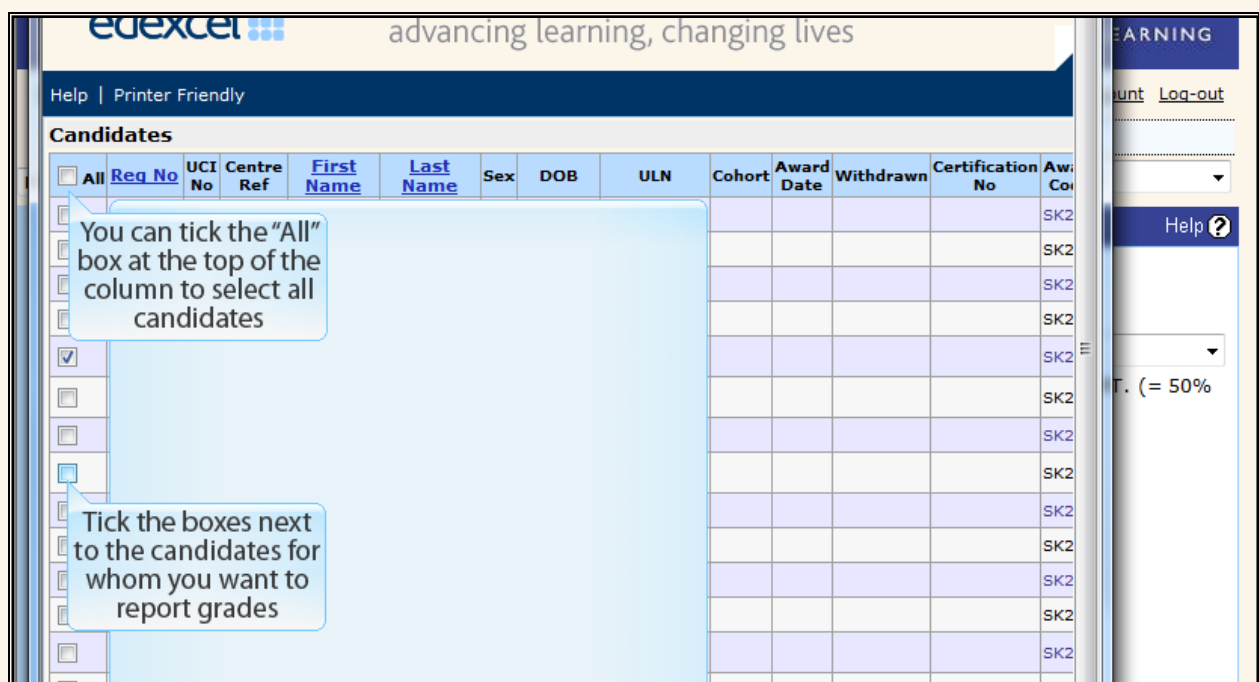 edexcel
advancing learning, changing lives
EARNING
Help | Printer Friendly
unt Log-out
Candidates
All Reg No UCI No Centre Ref First Name Last Name Sex DOB ULN Cohort Award Date Withdrawn Certification No Awa Coo
SK2
You can tick the "All"
box at the top of the
column to select all
candidates
Help ?
SK2
SK2
SK2
SK2
T. (= 50%
SK2
SK2
SK2
Tick the boxes next
to the candidates for
whom you want to
report grades
SK2
SK2
SK2
SK2
SK2